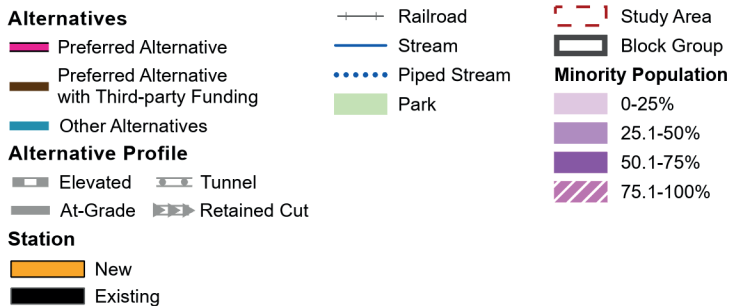 Alternatives
Preferred Alternative
Preferred Alternative
with Third-party Funding
Other Alternatives
Alternative Profile
Elevated
Tunnel
At-Grade
Retained Cut
Station
New
Existing
Railroad
Stream
Piped Stream
Park
Study Area
Block Group
Minority Population
0-25%
25.1-50%
50.1-75%
75.1-100%